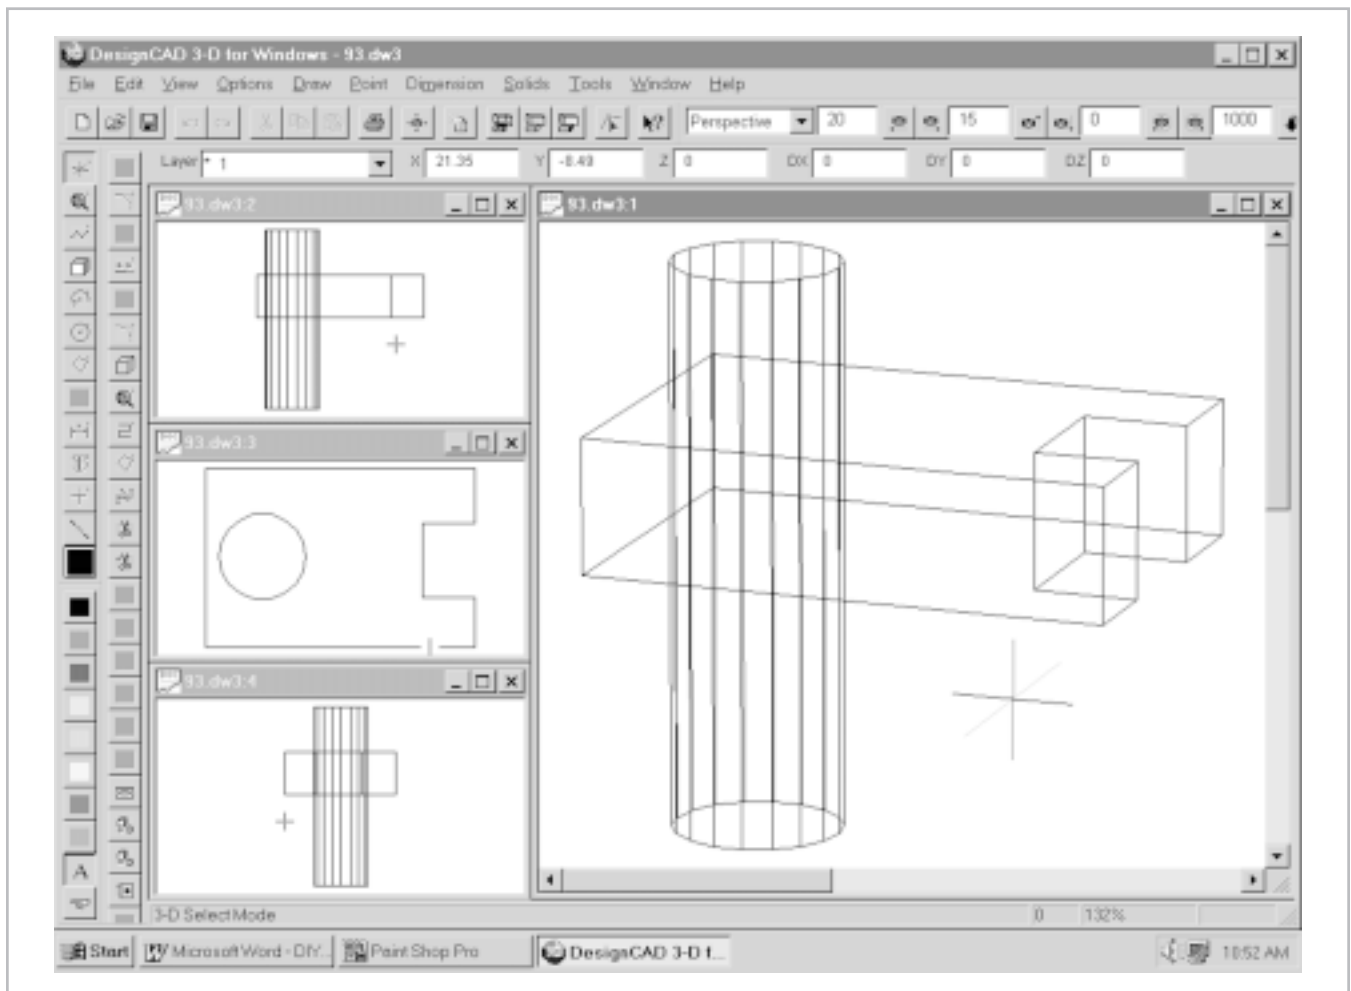 DesignCAD 3-D for Windows - 93.dw3
File Edit View Options Draw Point Dimension Solids Tools Window Help
Perspective 20 15 0 1000
Layer * 1 X 21.35 Y -8.49 Z 0 DX 0 DY 0 DZ 0
93.dw3:2
93.dw3:1
93.dw3:3
93.dw3:4
A
3-D Select Mode 0 132%
Start Microsoft Word - DIY... Paint Shop Pro DesignCAD 3-D f... 10:52 AM